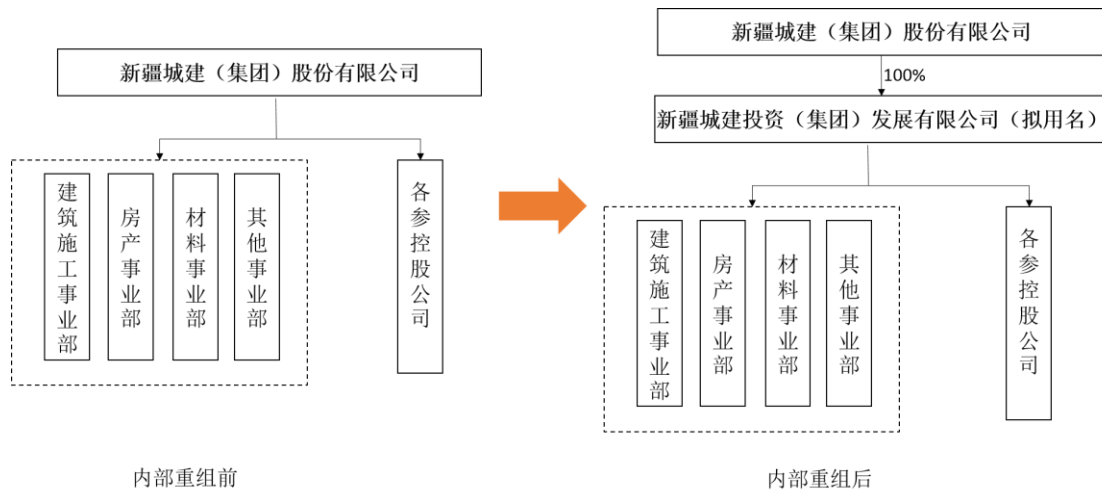 新疆城建（集团）股份有限公司
建筑施工事业部
房产事业部
材料事业部
其他事业部
各参控股公司
内部重组前
新疆城建（集团）股份有限公司
100%
新疆城建投资（集团）发展有限公司（拟用名）
建筑施工事业部
房产事业部
材料事业部
其他事业部
各参控股公司
内部重组后